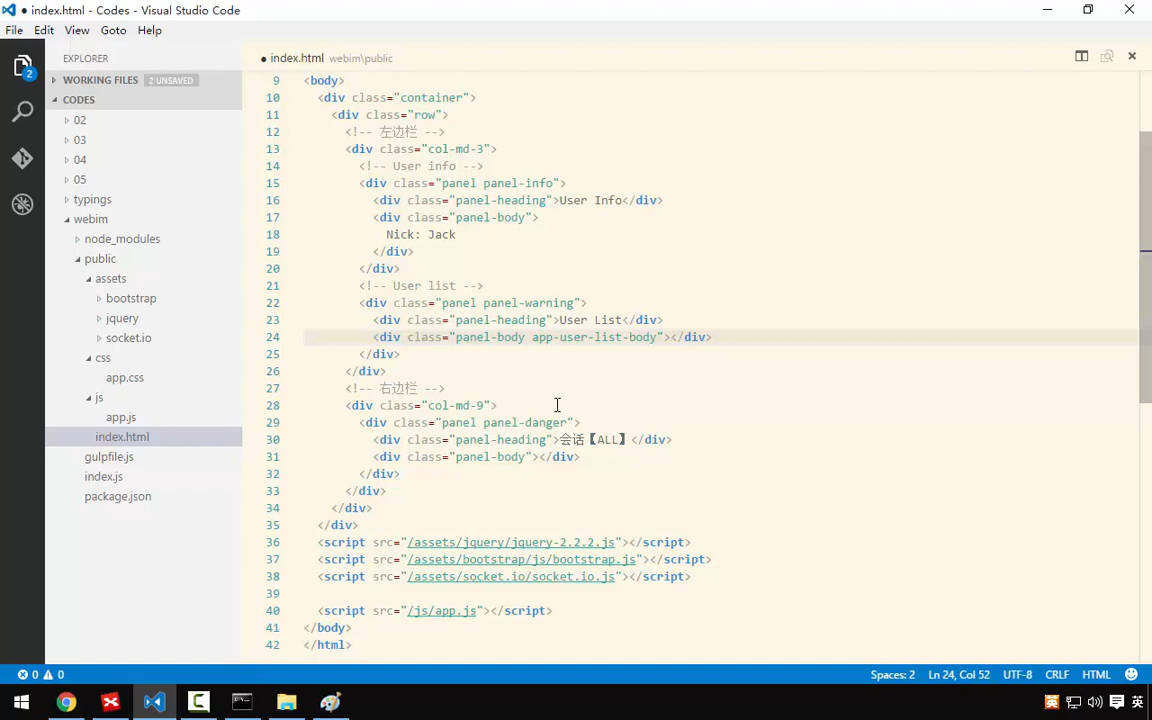 ● index.html - Codes - Visual Studio Code
File Edit View Goto Help
EXPLORER
WORKING FILES 2 UNSAVED
CODES
02
03
04
05
typings
webim
node_modules
public
assets
bootstrap
jquery
socket.io
css
app.css
js
app.js
index.html
gulpfile.js
index.js
package.json
2
● index.html webim\public
9 <body>
10 <div class="container">
11 <div class="row">
12 <!-- 左边栏 -->
13 <div class="col-md-3">
14 <!-- User info -->
15 <div class="panel panel-info">
16 <div class="panel-heading">User Info</div>
17 <div class="panel-body">
18 Nick: Jack
19 </div>
20 </div>
21 <!-- User list -->
22 <div class="panel panel-warning">
23 <div class="panel-heading">User List</div>
24 <div class="panel-body app-user-list-body"></div>
25 </div>
26 </div>
27 <!-- 右边栏 -->
28 <div class="col-md-9">
29 <div class="panel panel-danger">
30 <div class="panel-heading">会话【ALL】</div>
31 <div class="panel-body"></div>
32 </div>
33 </div>
34 </div>
35 </div>
36 <script src="/assets/jquery/jquery-2.2.2.js"></script>
37 <script src="/assets/bootstrap/js/bootstrap.js"></script>
38 <script src="/assets/socket.io/socket.io.js"></script>
39
40 <script src="/js/app.js"></script>
41 </body>
42 </html>
0 0
Spaces: 2 Ln 24, Col 52 UTF-8 CRLF HTML
英 英